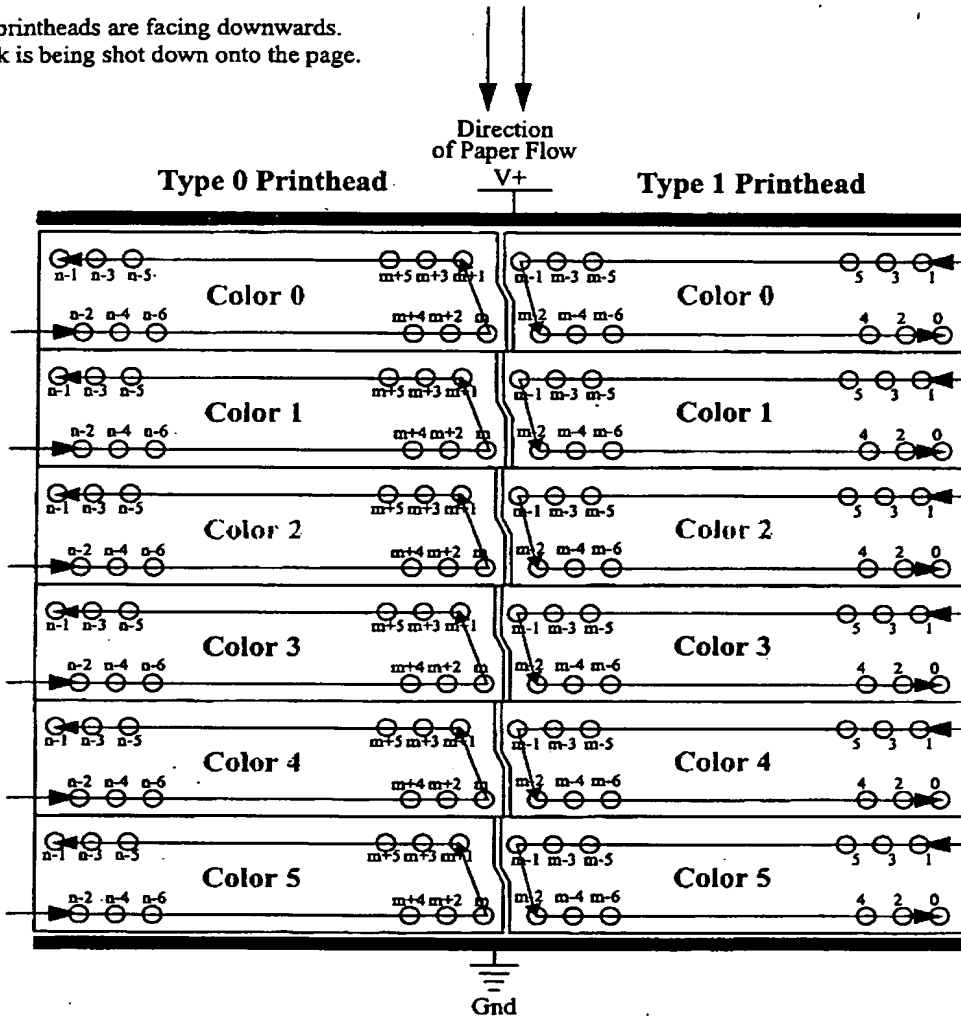 printheads are facing downwards.
k is being shot down onto the page.
Direction
of Paper Flow
V+
Type 0 Printhead
Type 1 Printhead
n-1 n-3 n-5
m+5 m+3 m+1
m-1 m-3 m-5
5 3 1
Color 0
Color 0
n-2 n-4 n-6
m+4 m+2 m
m-2 m-4 m-6
4 2 0
n-1 n-3 n-5
m+5 m+3 m+1
m-1 m-3 m-5
5 3 1
Color 1
Color 1
n-2 n-4 n-6
m+4 m+2 m
m-2 m-4 m-6
4 2 0
n-1 n-3 n-5
m+5 m+3 m+1
m-1 m-3 m-5
5 3 1
Color 2
Color 2
n-2 n-4 n-6
m+4 m+2 m
m-2 m-4 m-6
4 2 0
n-1 n-3 n-5
m+5 m+3 m+1
m-1 m-3 m-5
5 3 1
Color 3
Color 3
n-2 n-4 n-6
m+4 m+2 m
m-2 m-4 m-6
4 2 0
n-1 n-3 n-5
m+5 m+3 m+1
m-1 m-3 m-5
5 3 1
Color 4
Color 4
n-2 n-4 n-6
m+4 m+2 m
m-2 m-4 m-6
4 2 0
n-1 n-3 n-5
m+5 m+3 m+1
m-1 m-3 m-5
5 3 1
Color 5
Color 5
n-2 n-4 n-6
m+4 m+2 m
m-2 m-4 m-6
4 2 0
Gnd